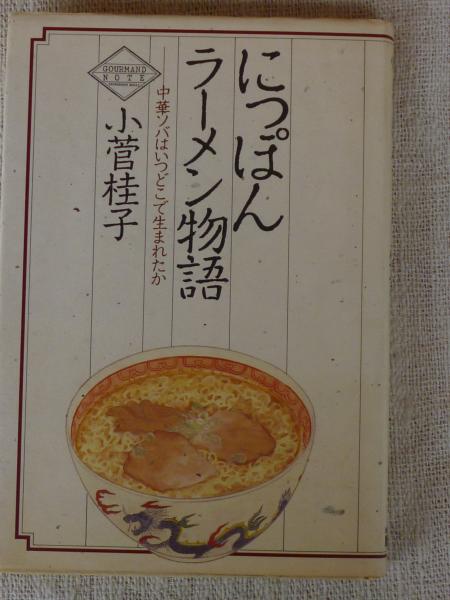 にっぽん
ラーメン物語
中華ソバはいつどこで生まれたか
小菅桂子
GOURMAND
NOTE